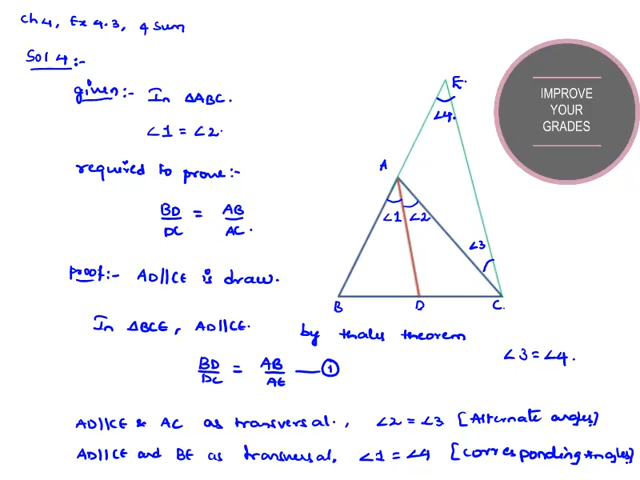 Ch 4, Ex 4.3, 4 Sum
Sol 4:-
given:- In △ABC.
∠1 = ∠2.
required to prove:-
BD/DC = AB/AC.
proof:- AD||CE is draw.
In △BCE, AD||CE. by thales theorem
BD/DC = AB/AE —①
∠3 = ∠4.
AD||CE & AC as transversal, ∠2 = ∠3 [Alternate angles]
AD||CE and BE as transversal, ∠1 = ∠4 [corresponding Angles]
E
∠4
A
∠1 ∠2
∠3
B D C
IMPROVE
YOUR
GRADES